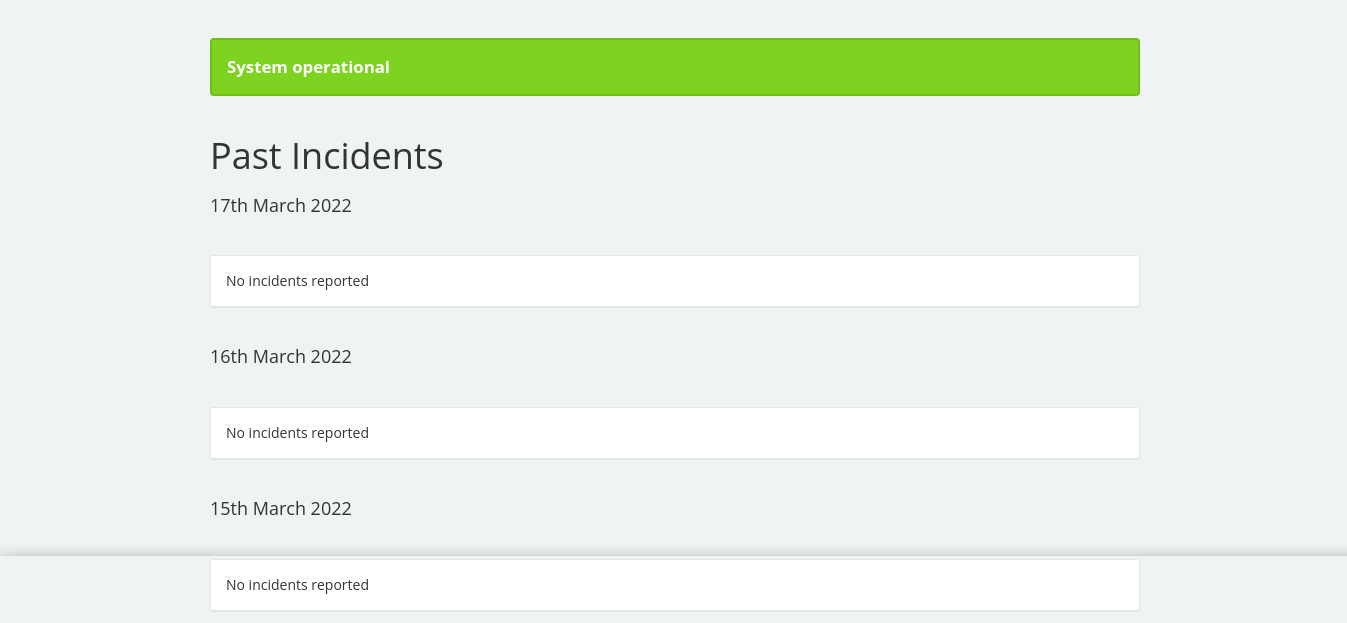 System operational
Past Incidents
17th March 2022
No incidents reported
16th March 2022
No incidents reported
15th March 2022
No incidents reported